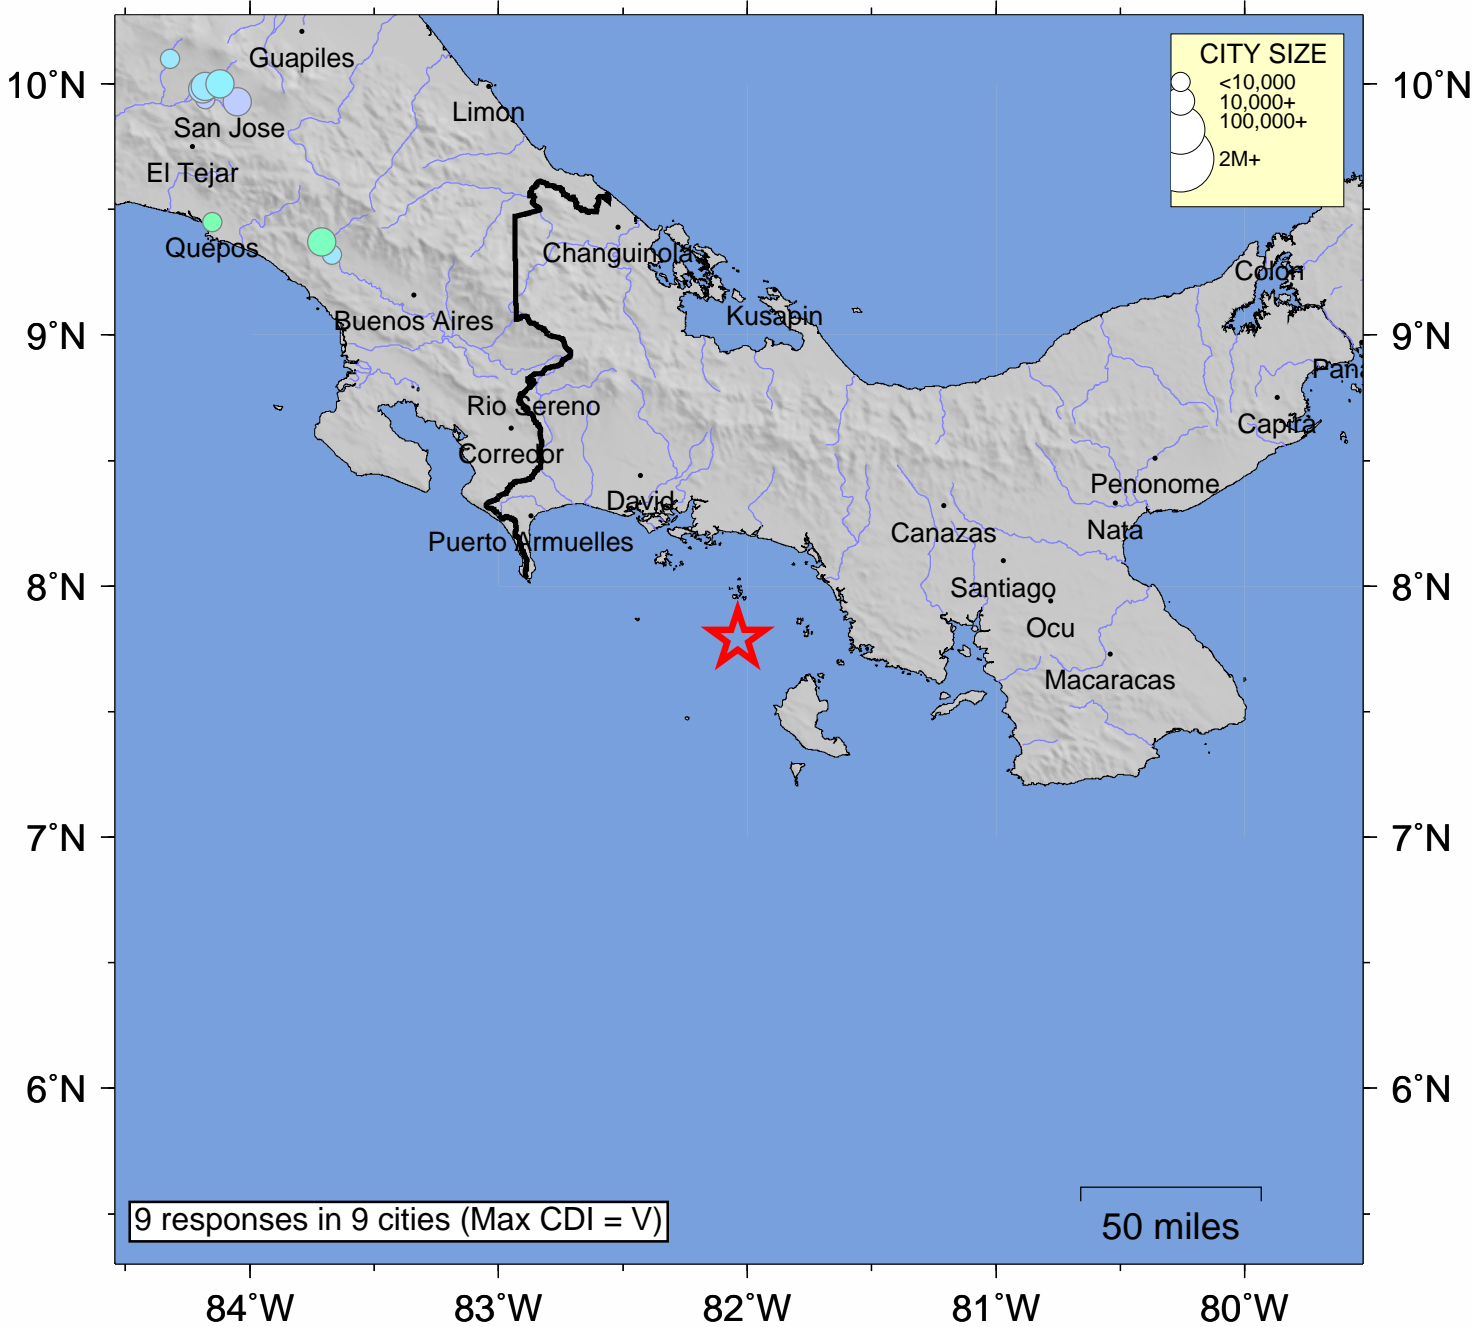 CITY SIZE
<10,000
10,000+
100,000+
2M+
Guapiles
10°N
10°N
Limon
San Jose
El Tejar
Quepos
Changuinola
Colon
Kusapin
Buenos Aires
9°N
9°N
Rio Sereno
Capira
Corredor
Penonome
David
Canazas
Nata
Puerto Armuelles
8°N
8°N
Santiago
Ocu
Macaracas
7°N
7°N
6°N
6°N
9 responses in 9 cities (Max CDI = V)
50 miles
84°W
83°W
82°W
81°W
80°W